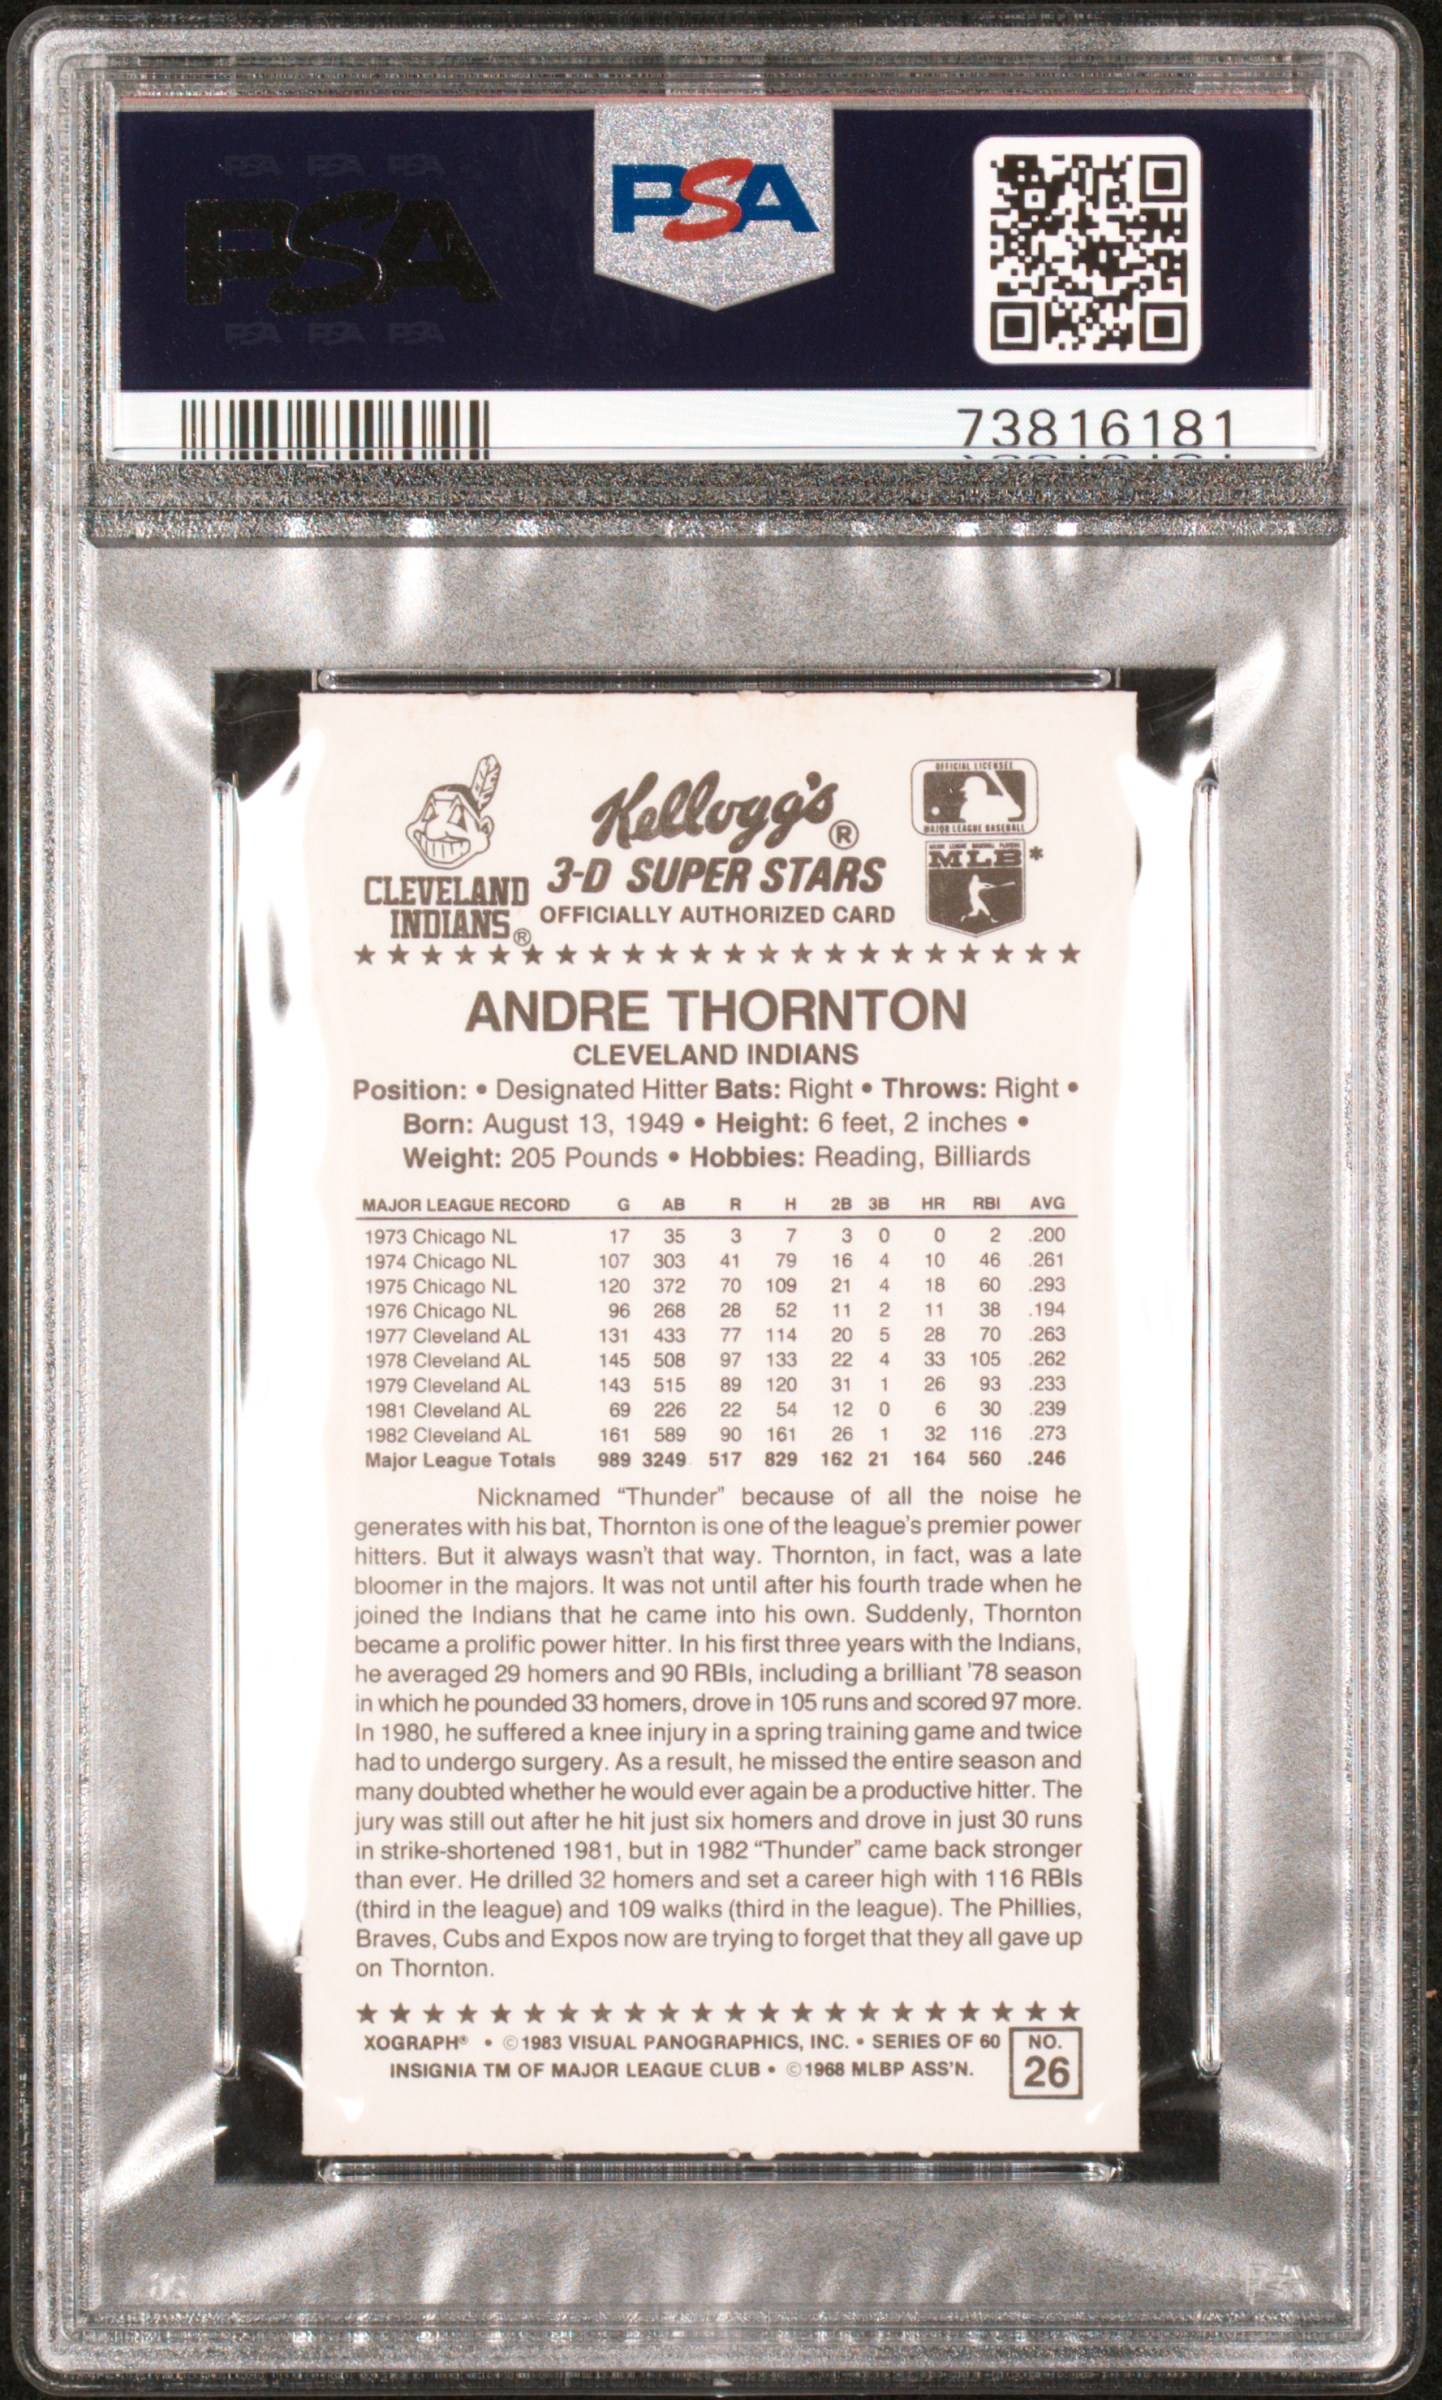 PSA PSA PSA
PSA
PSA PSA PSA
PSA
73816181
Kellogg's®
3-D SUPER STARS
OFFICIALLY AUTHORIZED CARD
CLEVELAND
INDIANS®
OFFICIAL LICENSEE
MAJOR LEAGUE BASEBALL
MLB*
★★★★★★★★★★★★★★★★★★★★★★
ANDRE THORNTON
CLEVELAND INDIANS
Position: • Designated Hitter Bats: Right • Throws: Right •
Born: August 13, 1949 • Height: 6 feet, 2 inches •
Weight: 205 Pounds • Hobbies: Reading, Billiards
MAJOR LEAGUE RECORD G AB R H 2B 3B HR RBI AVG
1973 Chicago NL 17 35 3 7 3 0 0 2 .200
1974 Chicago NL 107 303 41 79 16 4 10 46 .261
1975 Chicago NL 120 372 70 109 21 4 18 60 .293
1976 Chicago NL 96 268 28 52 11 2 11 38 .194
1977 Cleveland AL 131 433 77 114 20 5 28 70 .263
1978 Cleveland AL 145 508 97 133 22 4 33 105 .262
1979 Cleveland AL 143 515 89 120 31 1 26 93 .233
1981 Cleveland AL 69 226 22 54 12 0 6 30 .239
1982 Cleveland AL 161 589 90 161 26 1 32 116 .273
Major League Totals 989 3249 517 829 162 21 164 560 .246
Nicknamed “Thunder” because of all the noise he
generates with his bat, Thornton is one of the league's premier power
hitters. But it always wasn't that way. Thornton, in fact, was a late
bloomer in the majors. It was not until after his fourth trade when he
joined the Indians that he came into his own. Suddenly, Thornton
became a prolific power hitter. In his first three years with the Indians,
he averaged 29 homers and 90 RBIs, including a brilliant '78 season
in which he pounded 33 homers, drove in 105 runs and scored 97 more.
In 1980, he suffered a knee injury in a spring training game and twice
had to undergo surgery. As a result, he missed the entire season and
many doubted whether he would ever again be a productive hitter. The
jury was still out after he hit just six homers and drove in just 30 runs
in strike-shortened 1981, but in 1982 “Thunder” came back stronger
than ever. He drilled 32 homers and set a career high with 116 RBIs
(third in the league) and 109 walks (third in the league). The Phillies,
Braves, Cubs and Expos now are trying to forget that they all gave up
on Thornton.
★★★★★★★★★★★★★★★★★★★★★★
XOGRAPH® • ©1983 VISUAL PANOGRAPHICS, INC. • SERIES OF 60
INSIGNIA TM OF MAJOR LEAGUE CLUB • ©1968 MLBP ASS'N.
NO.
26